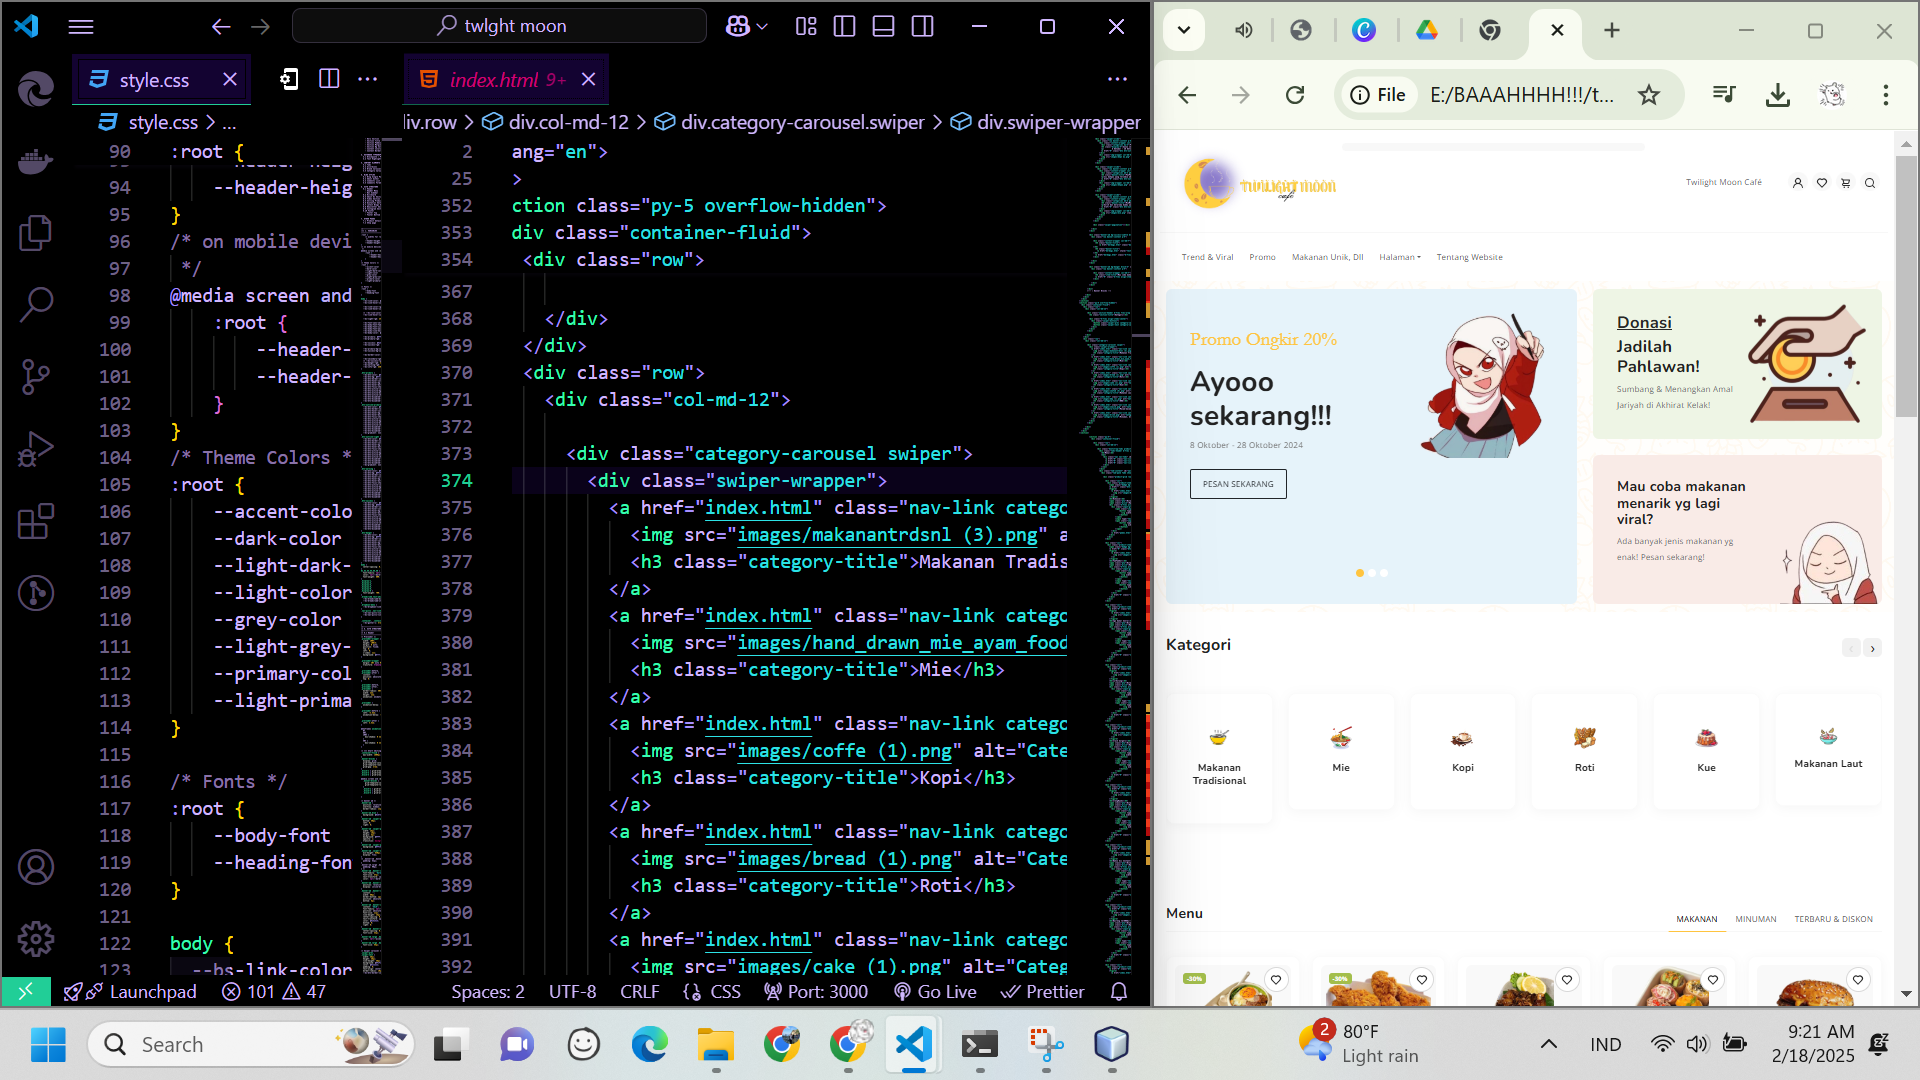 twlght moon
style.css
index.html 9+
style.css > ...
div.row > div.col-md-12 > div.category-carousel.swiper > div.swiper-wrapper
90 :root {
94 --header-heig
95 }
96 /* on mobile devi
97 */
98 @media screen and
99 :root {
100 --header-
101 --header-
102 }
103 }
104 /* Theme Colors *
105 :root {
106 --accent-colo
107 --dark-color
108 --light-dark-
109 --light-color
110 --grey-color
111 --light-grey-
112 --primary-col
113 --light-prima
114 }
115
116 /* Fonts */
117 :root {
118 --body-font
119 --heading-fon
120 }
121
122 body {
123 --bs-link-color
2 ang="en">
25 >
352 ction class="py-5 overflow-hidden">
353 div class="container-fluid">
354 <div class="row">
367
368 </div>
369 </div>
370 <div class="row">
371 <div class="col-md-12">
372
373 <div class="category-carousel swiper">
374 <div class="swiper-wrapper">
375 <a href="index.html" class="nav-link catego
376 <img src="images/makanantrdsnl (3).png" a
377 <h3 class="category-title">Makanan Tradis
378 </a>
379 <a href="index.html" class="nav-link catego
380 <img src="images/hand_drawn_mie_ayam_food
381 <h3 class="category-title">Mie</h3>
382 </a>
383 <a href="index.html" class="nav-link catego
384 <img src="images/coffe (1).png" alt="Cate
385 <h3 class="category-title">Kopi</h3>
386 </a>
387 <a href="index.html" class="nav-link catego
388 <img src="images/bread (1).png" alt="Cate
389 <h3 class="category-title">Roti</h3>
390 </a>
391 <a href="index.html" class="nav-link catego
392 <img src="images/cake (1).png" alt="Categ
Launchpad 101 47 Spaces: 2 UTF-8 CRLF {} CSS Port: 3000 Go Live Prettier
File E:/BAAAHHHH!!!/t...
TWILIGHT MOON
cafe
Twilight Moon Café
Trend & Viral Promo Makanan Unik, Dll Halaman Tentang Website
Promo Ongkir 20%
Ayooo
sekarang!!!
8 Oktober - 28 Oktober 2024
PESAN SEKARANG
Donasi
Jadilah
Pahlawan!
Sumbang & Menangkan Amal
Jariyah di Akhirat Kelak!
Mau coba makanan
menarik yg lagi
viral?
Ada banyak jenis makanan yg
enak! Pesan sekarang!
Kategori
Makanan
Tradisional
Mie
Kopi
Roti
Kue
Makanan Laut
Menu
MAKANAN MINUMAN TERBARU & DISKON
-30%
-30%
Search
2
80°F
Light rain
IND
9:21 AM
2/18/2025